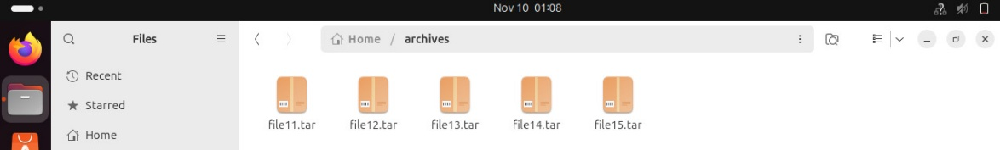 Nov 10 01:08
Files
Home / archives
Recent
Starred
Home
file11.tar
file12.tar
file13.tar
file14.tar
file15.tar